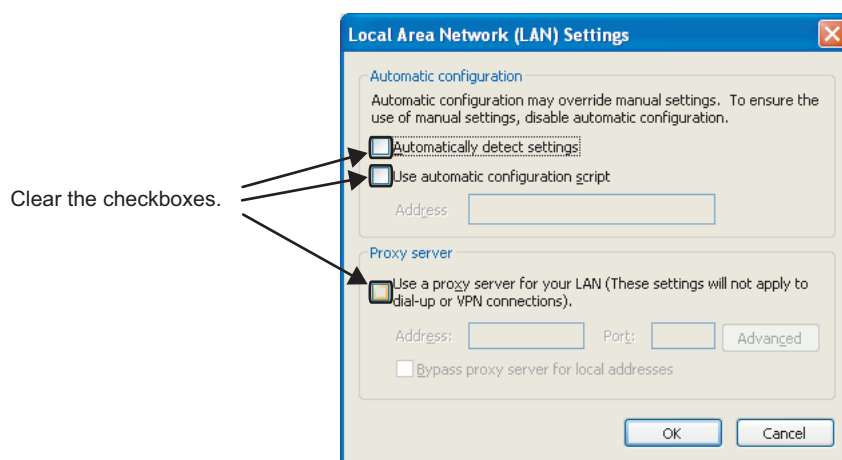 Local Area Network (LAN) Settings
Automatic configuration
Automatic configuration may override manual settings. To ensure the
use of manual settings, disable automatic configuration.
Automatically detect settings
Use automatic configuration script
Address
Clear the checkboxes.
Proxy server
Use a proxy server for your LAN (These settings will not apply to
dial-up or VPN connections).
Address:
Port:
Advanced
Bypass proxy server for local addresses
OK
Cancel